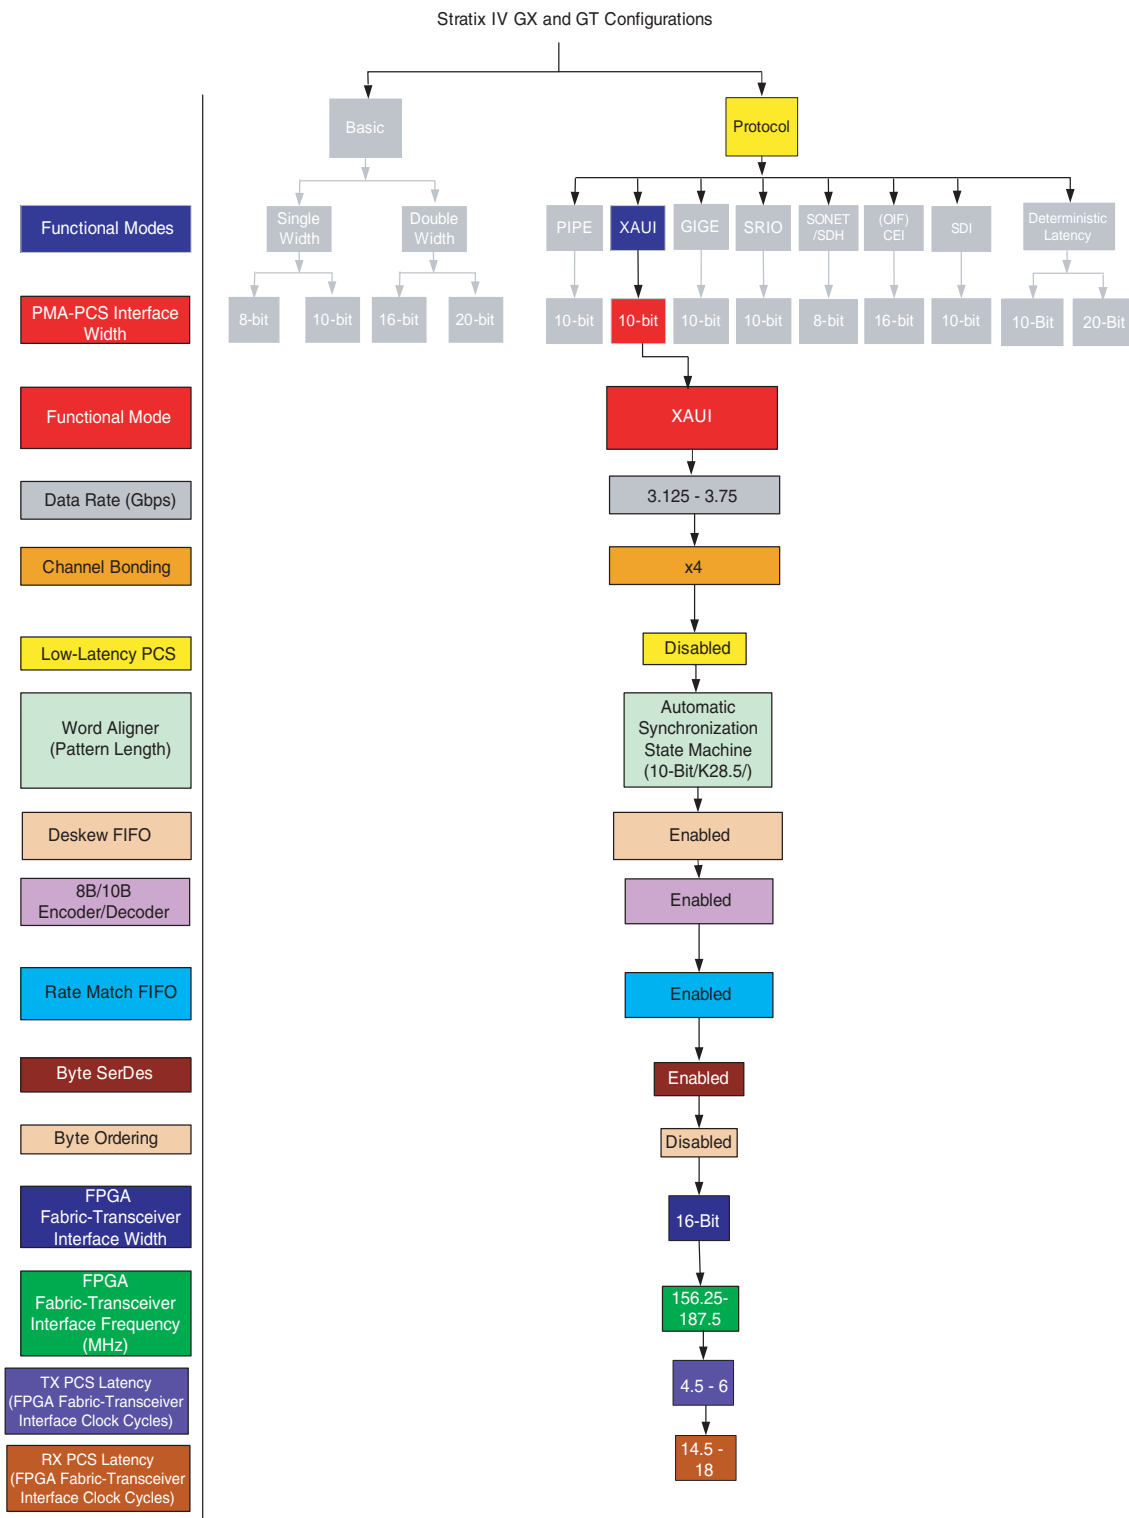 Stratix IV GX and GT Configurations
Basic
Protocol
Functional Modes
Single
Width
Double
Width
PIPE
XAUI
GIGE
SRIO
SONET
/SDH
(OIF)
CEI
SDI
Deterministic
Latency
PMA-PCS Interface
Width
8-bit
10-bit
16-bit
20-bit
10-bit
10-bit
10-bit
10-bit
8-bit
16-bit
10-bit
10-Bit
20-Bit
Functional Mode
XAUI
Data Rate (Gbps)
3.125 - 3.75
Channel Bonding
x4
Low-Latency PCS
Disabled
Word Aligner
(Pattern Length)
Automatic
Synchronization
State Machine
(10-Bit/K28.5/)
Deskew FIFO
Enabled
8B/10B
Encoder/Decoder
Enabled
Rate Match FIFO
Enabled
Byte SerDes
Enabled
Byte Ordering
Disabled
FPGA
Fabric-Transceiver
Interface Width
16-Bit
FPGA
Fabric-Transceiver
Interface Frequency
(MHz)
156.25-
187.5
TX PCS Latency
(FPGA Fabric-Transceiver
Interface Clock Cycles)
4.5 - 6
RX PCS Latency
(FPGA Fabric-Transceiver
Interface Clock Cycles)
14.5 -
18